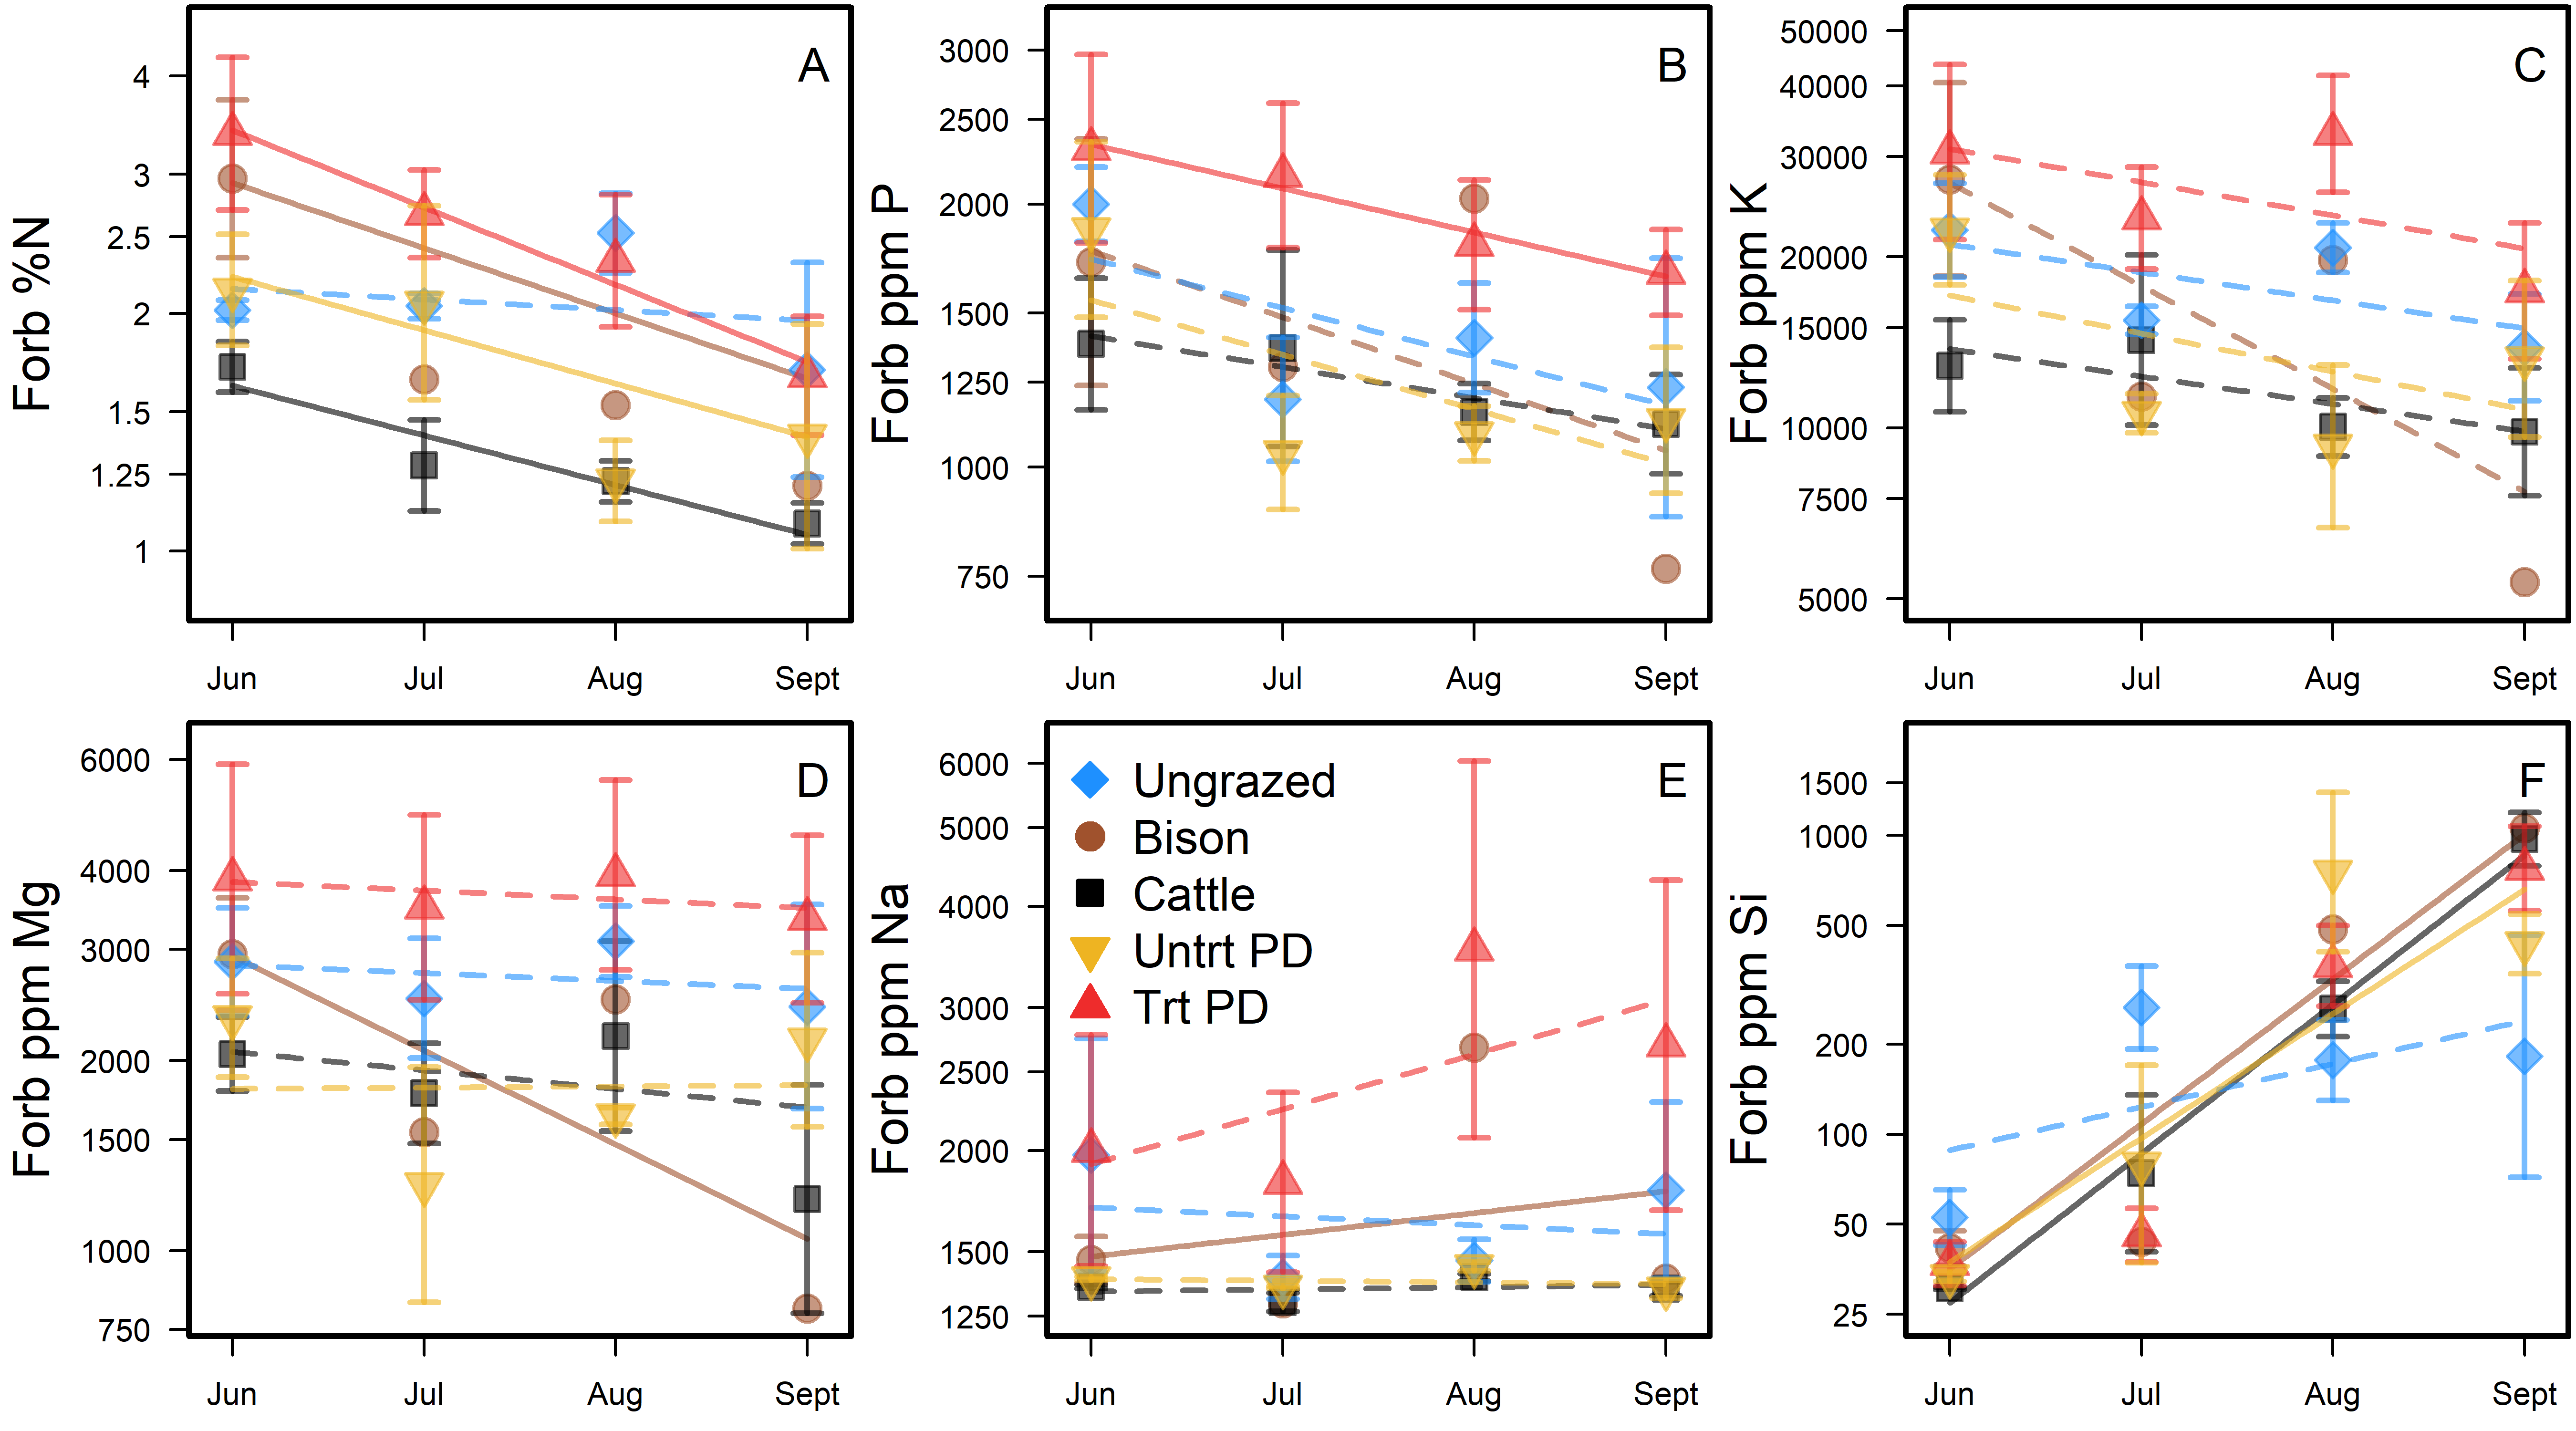 Forb %N
4
3
2.5
2
1.5
1.25
1
A
Jun Jul Aug Sept
Forb ppm P
3000
2500
2000
1500
1250
1000
750
B
Jun Jul Aug Sept
Forb ppm K
50000
40000
30000
20000
15000
10000
7500
5000
C
Jun Jul Aug Sept
Forb ppm Mg
6000
4000
3000
2000
1500
1000
750
D
Jun Jul Aug Sept
Forb ppm Na
6000
5000
4000
3000
2500
2000
1500
1250
E
Ungrazed
Bison
Cattle
Untrt PD
Trt PD
Jun Jul Aug Sept
Forb ppm Si
1500
1000
500
200
100
50
25
F
Jun Jul Aug Sept